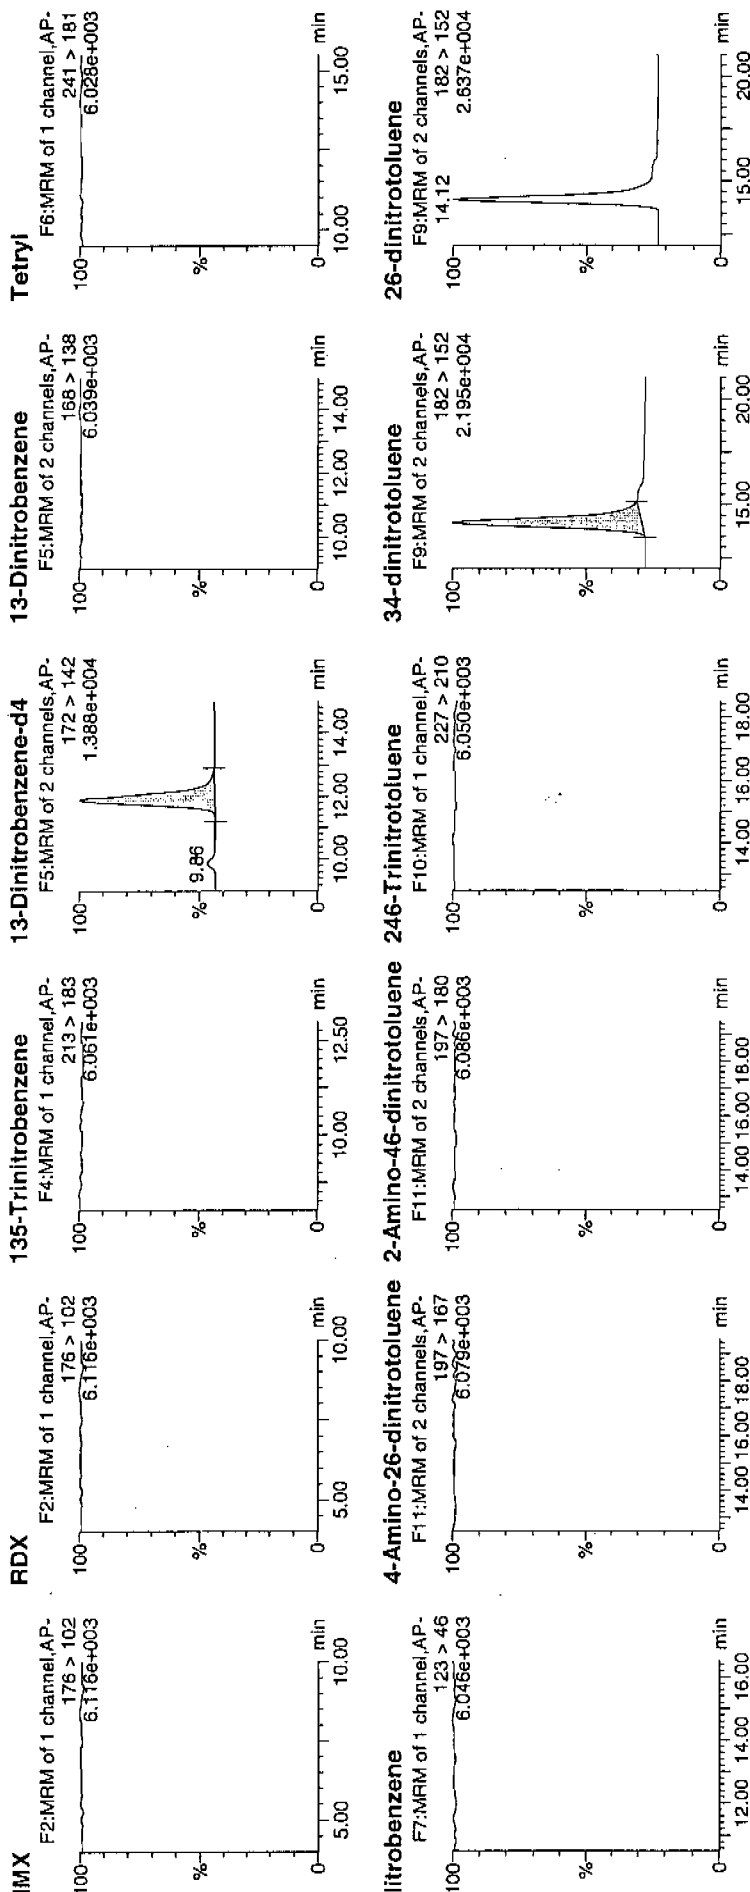 IMX
F2:MRM of 1 channel,AP-
176 > 102
6.116e+003
100
%
0
5.00
10.00
min
RDX
F2:MRM of 1 channel,AP-
176 > 102
6.116e+003
100
%
0
5.00
10.00
min
135-Trinitrobenzene
F4:MRM of 1 channel,AP-
213 > 183
6.061e+003
100
%
0
10.00
12.50
min
13-Dinitrobenzene-d4
F5:MRM of 2 channels,AP-
172 > 142
1.388e+004
100
9.86
%
0
10.00 12.00 14.00
min
13-Dinitrobenzene
F5:MRM of 2 channels,AP-
168 > 138
6.039e+003
100
%
0
10.00 12.00 14.00
min
Tetryl
F6:MRM of 1 channel,AP-
241 > 181
6.028e+003
100
%
0
10.00
15.00
min
litrobenzene
F7:MRM of 1 channel,AP-
123 > 46
6.046e+003
100
%
0
12.00 14.00 16.00
min
4-Amino-26-dinitrotoluene
F11:MRM of 2 channels,AP-
197 > 167
6.079e+003
100
%
0
14.00 16.00 18.00
min
2-Amino-46-dinitrotoluene
F11:MRM of 2 channels,AP-
197 > 180
6.086e+003
100
%
0
14.00 16.00 18.00
min
246-Trinitrotoluene
F10:MRM of 1 channel,AP-
227 > 210
6.050e+003
100
%
0
14.00 16.00 18.00
min
34-dinitrotoluene
F9:MRM of 2 channels,AP-
182 > 152
2.195e+004
100
%
0
15.00
20.00
min
26-dinitrotoluene
F9:MRM of 2 channels,AP-
14.12
182 > 152
2.637e+004
100
%
0
15.00
20.00
min